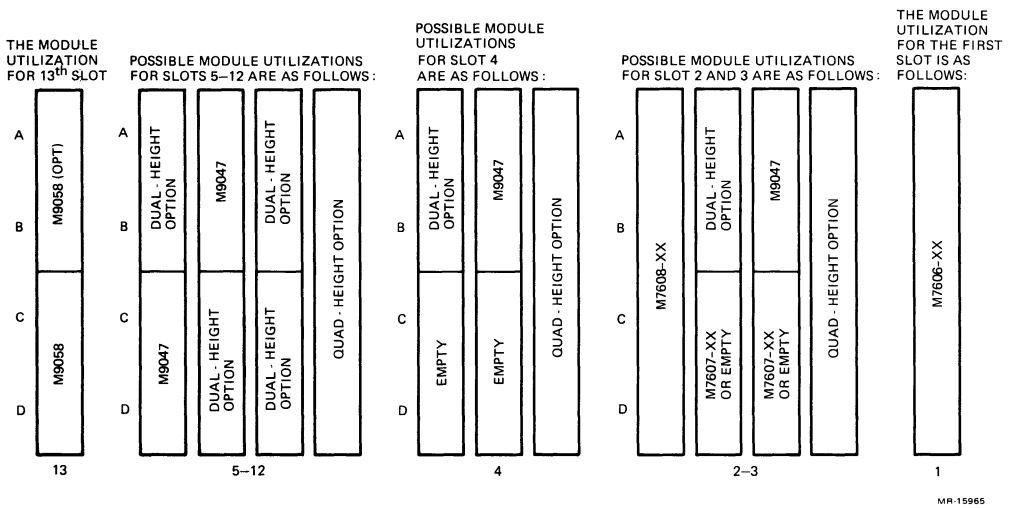 THE MODULE
UTILIZATION
FOR 13th SLOT
A
B
C
D
M9058 (OPT)
M9058
13
POSSIBLE MODULE UTILIZATIONS
FOR SLOTS 5–12 ARE AS FOLLOWS:
A
B
C
D
DUAL - HEIGHT
OPTION
M9047
M9047
DUAL - HEIGHT
OPTION
DUAL - HEIGHT
OPTION
DUAL - HEIGHT
OPTION
QUAD - HEIGHT OPTION
5–12
POSSIBLE MODULE
UTILIZATIONS
FOR SLOT 4
ARE AS FOLLOWS:
A
B
C
D
DUAL - HEIGHT
OPTION
EMPTY
M9047
EMPTY
QUAD - HEIGHT OPTION
4
POSSIBLE MODULE UTILIZATIONS
FOR SLOT 2 AND 3 ARE AS FOLLOWS:
A
B
C
D
M7608-XX
DUAL - HEIGHT
OPTION
M7607-XX
OR EMPTY
M9047
M7607-XX
OR EMPTY
QUAD - HEIGHT OPTION
2–3
THE MODULE
UTILIZATION
FOR THE FIRST
SLOT IS AS
FOLLOWS:
A
B
C
D
M7606-XX
1
MR-15965